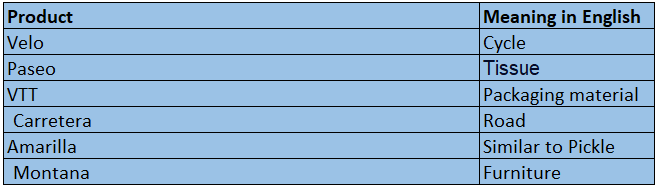 Product Meaning in English
Velo Cycle
Paseo Tissue
VTT Packaging material
Carretera Road
Amarilla Similar to Pickle
Montana Furniture